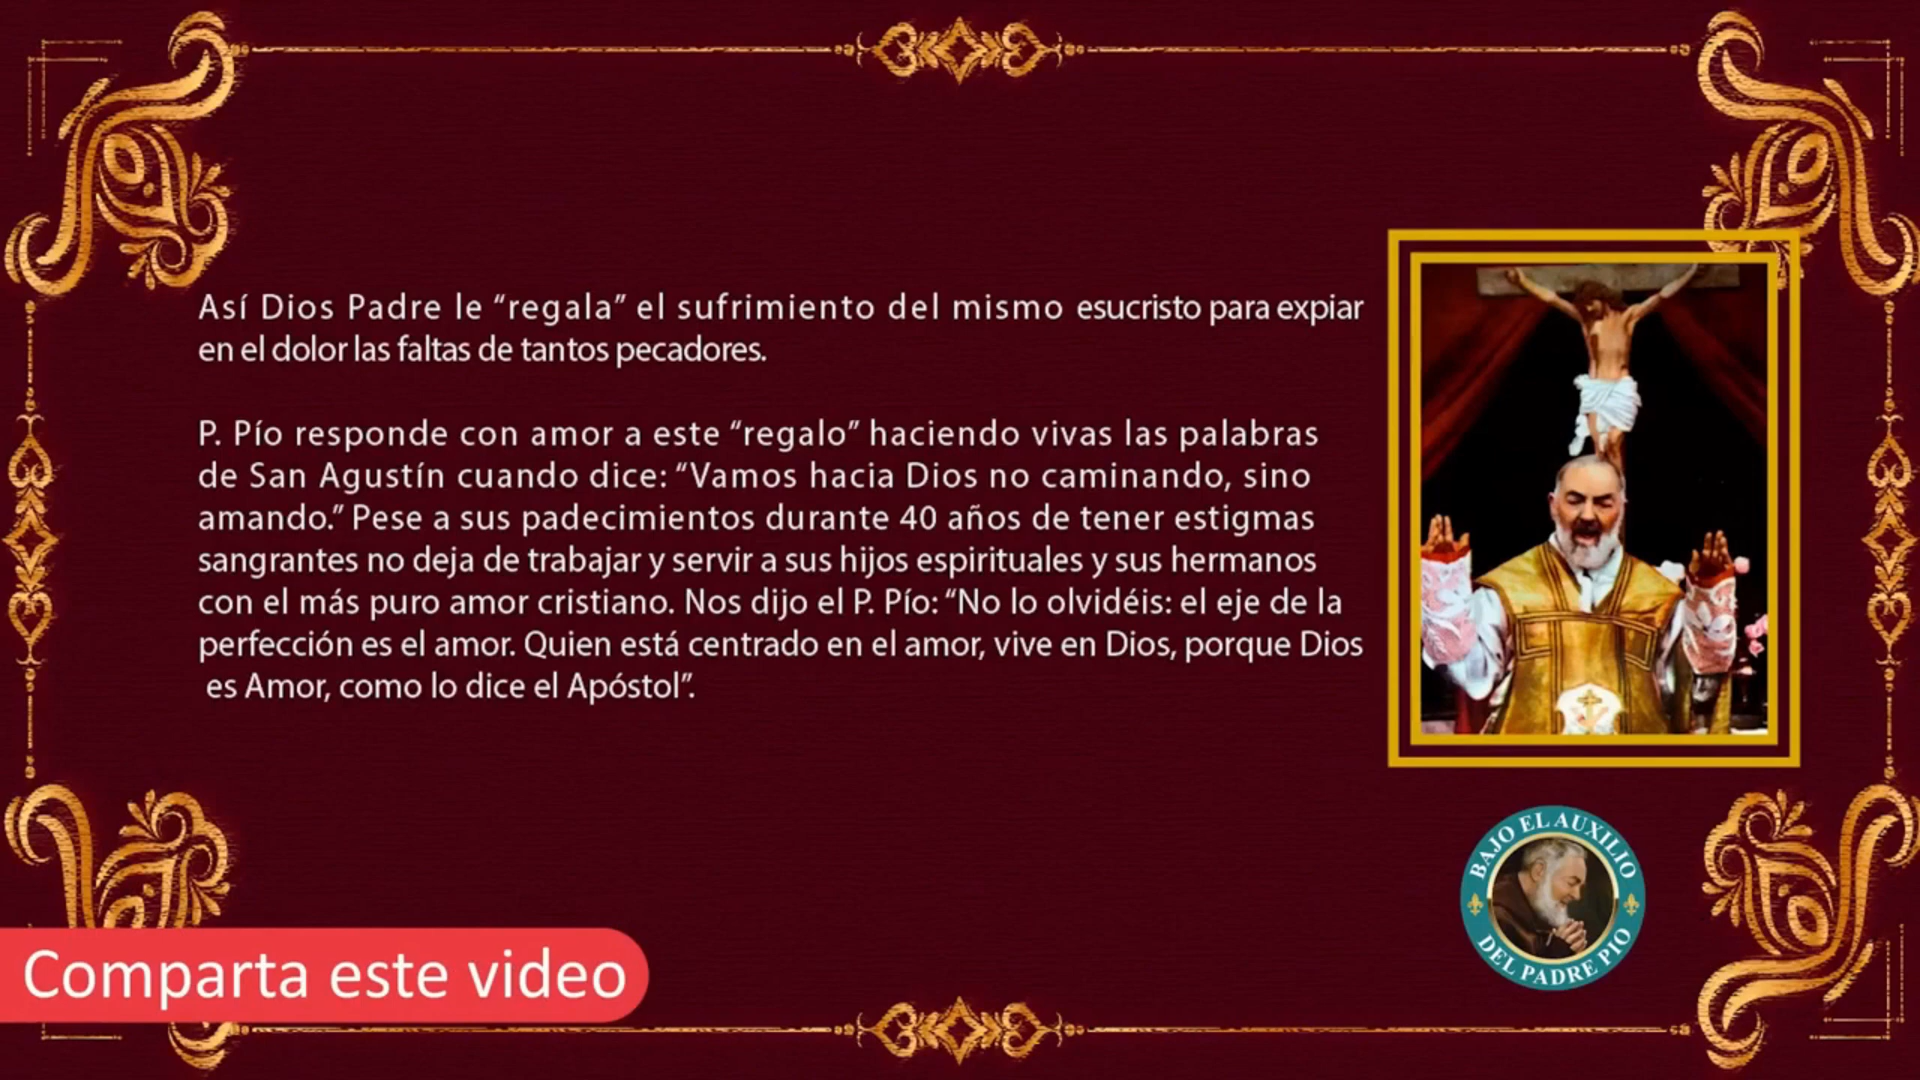 Así Dios Padre le “regala” el sufrimiento del mismo esucristo para expiar
en el dolor las faltas de tantos pecadores.
P. Pío responde con amor a este “regalo” haciendo vivas las palabras
de San Agustín cuando dice: “Vamos hacia Dios no caminando, sino
amando.” Pese a sus padecimientos durante 40 años de tener estigmas
sangrantes no deja de trabajar y servir a sus hijos espirituales y sus hermanos
con el más puro amor cristiano. Nos dijo el P. Pío: “No lo olvidéis: el eje de la
perfección es el amor. Quien está centrado en el amor, vive en Dios, porque Dios
es Amor, como lo dice el Apóstol”.
BAJO EL AUXILIO
DEL PADRE PIO
Comparta este video